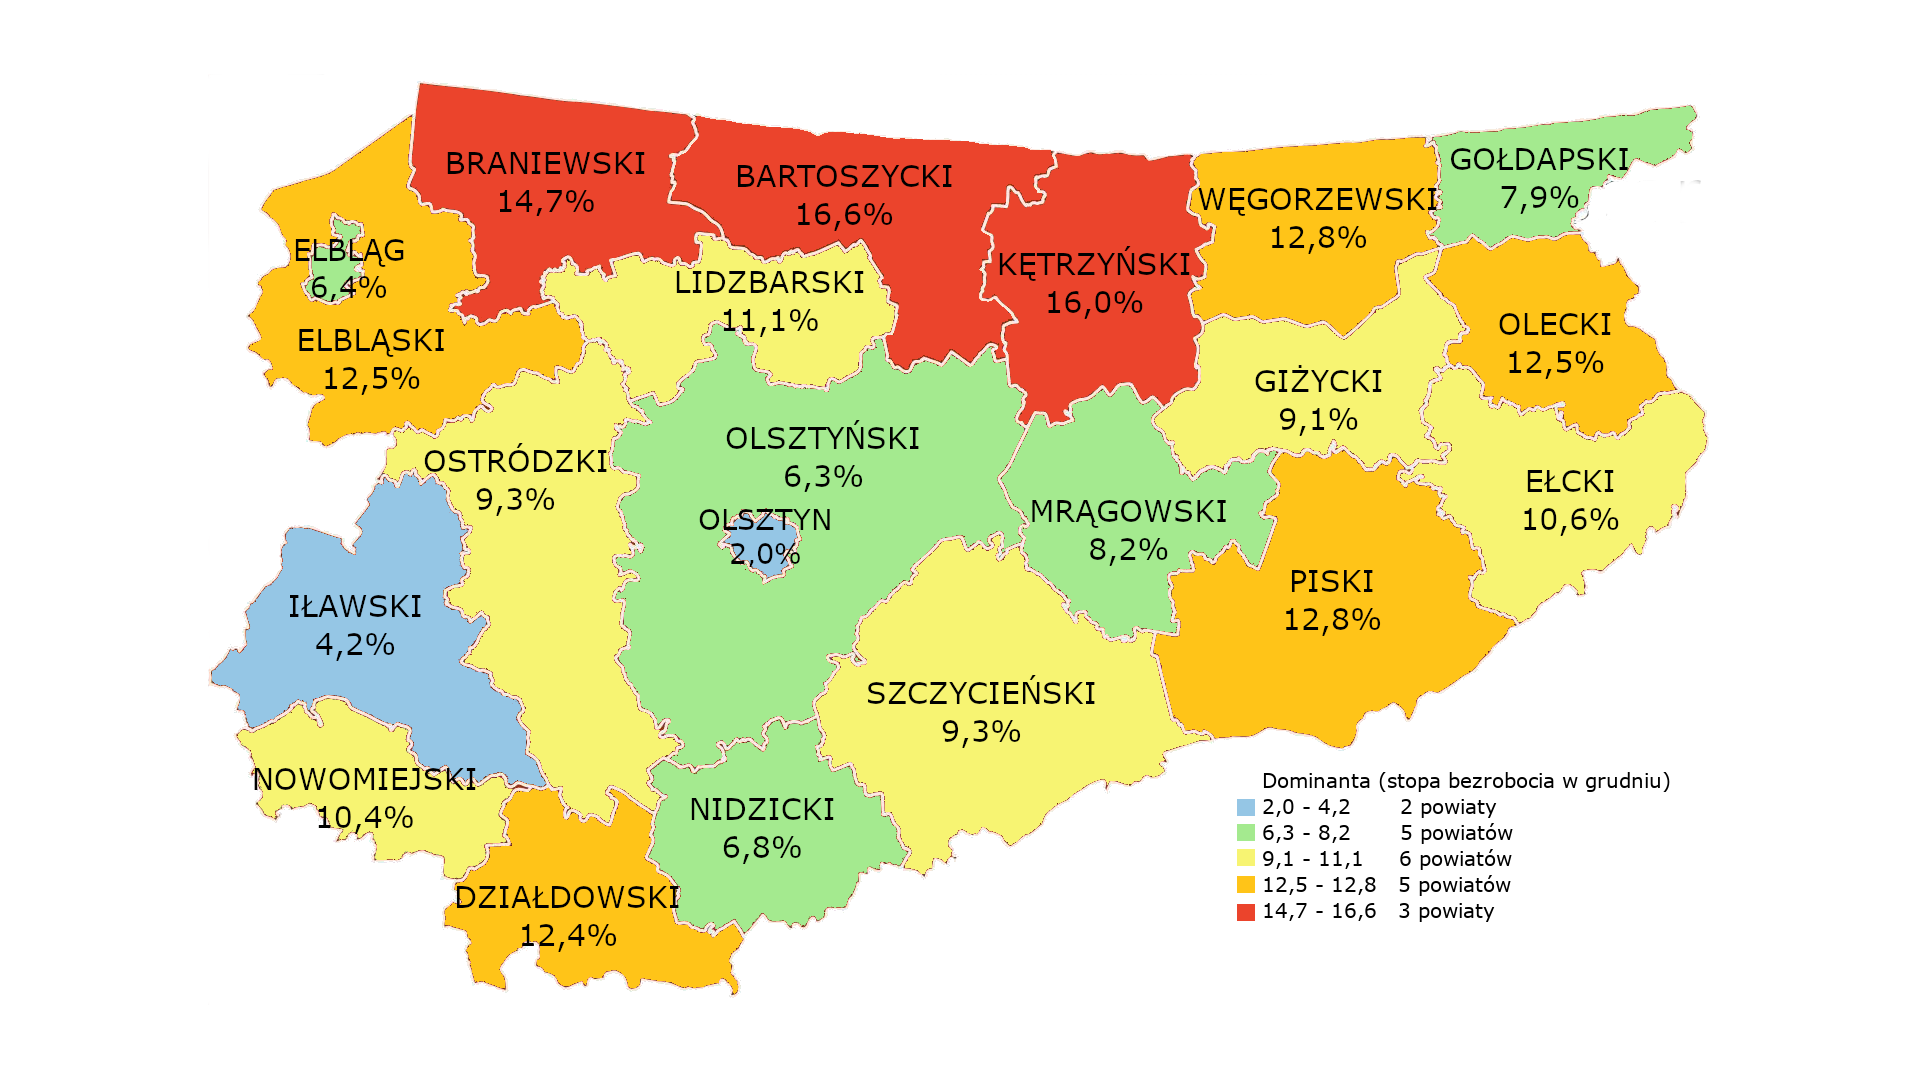 BRANIEWSKI
14,7%
BARTOSZYCKI
16,6%
GOŁDAPSKI
7,9%
WĘGORZEWSKI
12,8%
ELBLĄG
6,4%
KĘTRZYŃSKI
16,0%
LIDZBARSKI
11,1%
ELBLĄSKI
12,5%
OLECKI
12,5%
GIŻYCKI
9,1%
OSTRÓDZKI
9,3%
OLSZTYŃSKI
6,3%
OLSZTYN
2,0%
MRĄGOWSKI
8,2%
EŁCKI
10,6%
IŁAWSKI
4,2%
PISKI
12,8%
SZCZYCIEŃSKI
9,3%
NOWOMIEJSKI
10,4%
NIDZICKI
6,8%
DZIAŁDOWSKI
12,4%
Dominanta (stopa bezrobocia w grudniu)
2,0 - 4,2 2 powiaty
6,3 - 8,2 5 powiatów
9,1 - 11,1 6 powiatów
12,5 - 12,8 5 powiatów
14,7 - 16,6 3 powiaty